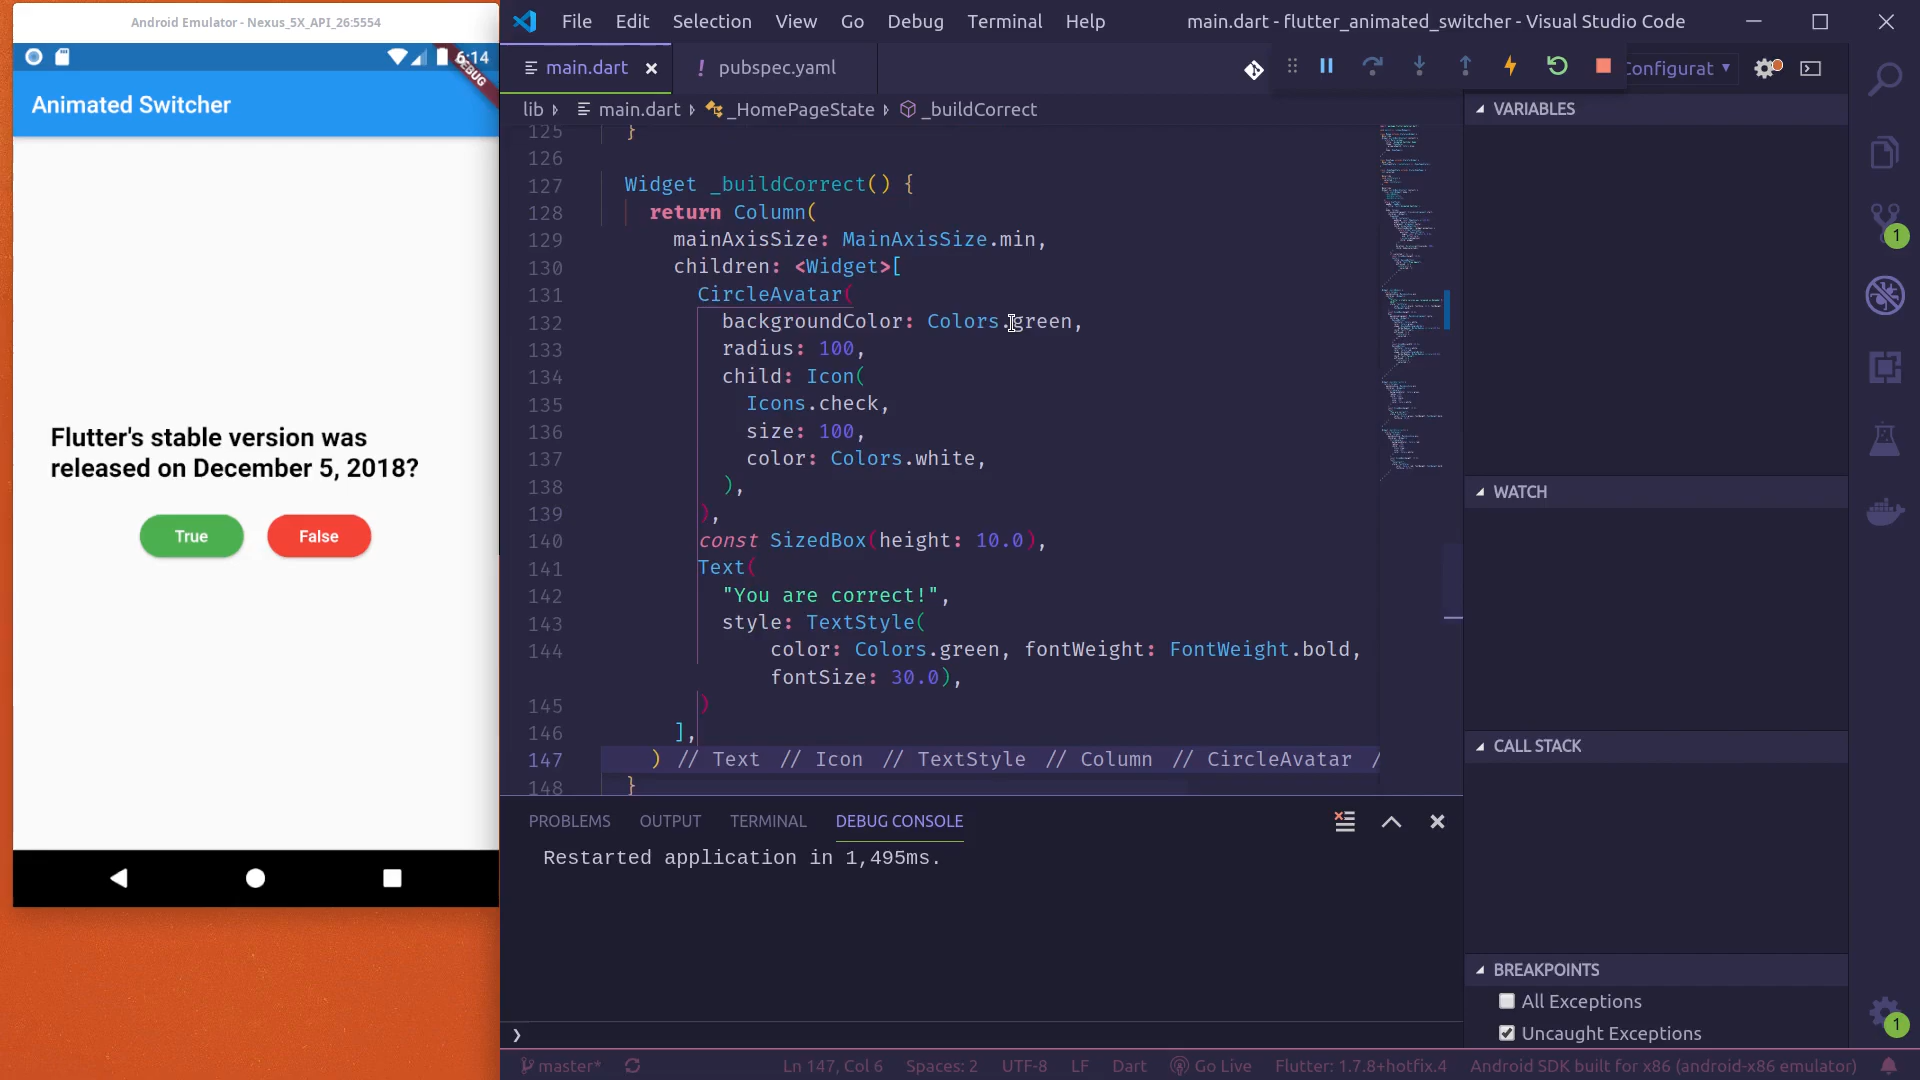 Android Emulator - Nexus_5X_API_26:5554
6:14
DEBUG
Animated Switcher
Flutter's stable version was
released on December 5, 2018?
True
False
File Edit Selection View Go Debug Terminal Help
main.dart - flutter_animated_switcher - Visual Studio Code
main.dart
! pubspec.yaml
Configurat
lib main.dart _HomePageState _buildCorrect
125 }
126
127 Widget _buildCorrect() {
128 return Column(
129 mainAxisSize: MainAxisSize.min,
130 children: <Widget>[
131 CircleAvatar(
132 backgroundColor: Colors.green,
133 radius: 100,
134 child: Icon(
135 Icons.check,
136 size: 100,
137 color: Colors.white,
138 ),
139 ),
140 const SizedBox(height: 10.0),
141 Text(
142 "You are correct!",
143 style: TextStyle(
144 color: Colors.green, fontWeight: FontWeight.bold,
fontSize: 30.0),
145 )
146 ],
147 ) // Text // Icon // TextStyle // Column // CircleAvatar /
148 }
PROBLEMS OUTPUT TERMINAL DEBUG CONSOLE
Restarted application in 1,495ms.
VARIABLES
WATCH
CALL STACK
BREAKPOINTS
All Exceptions
Uncaught Exceptions
1
1
master* Ln 147, Col 6 Spaces: 2 UTF-8 LF Dart Go Live Flutter: 1.7.8+hotfix.4 Android SDK built for x86 (android-x86 emulator)